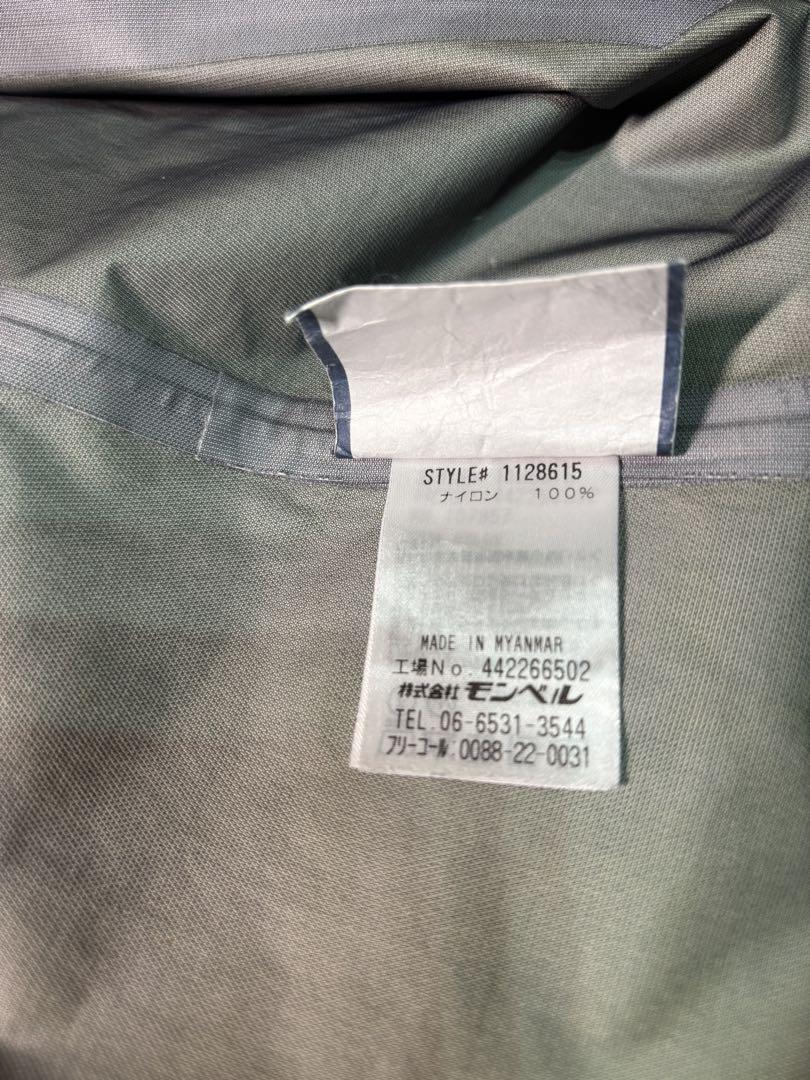 STYLE# 1128615
ナイロン 100%
MADE IN MYANMAR
工場No. 442266502
株式会社 モンベル
TEL.06-6531-3544
フリーコール:0088-22-0031